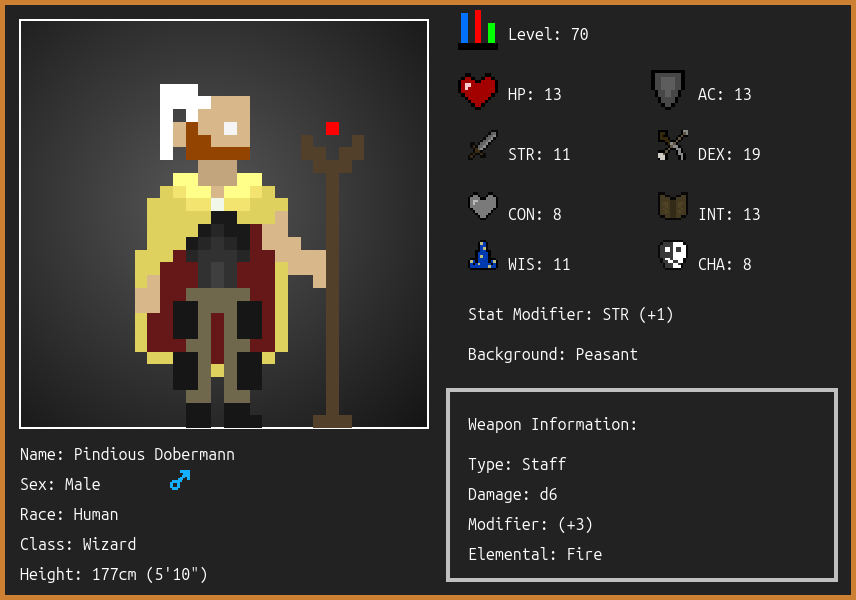 Level: 70
HP: 13
AC: 13
STR: 11
DEX: 19
CON: 8
INT: 13
WIS: 11
CHA: 8
Stat Modifier: STR (+1)
Background: Peasant
Weapon Information:
Type: Staff
Damage: d6
Modifier: (+3)
Elemental: Fire
Name: Pindious Dobermann
Sex: Male
Race: Human
Class: Wizard
Height: 177cm (5'10")